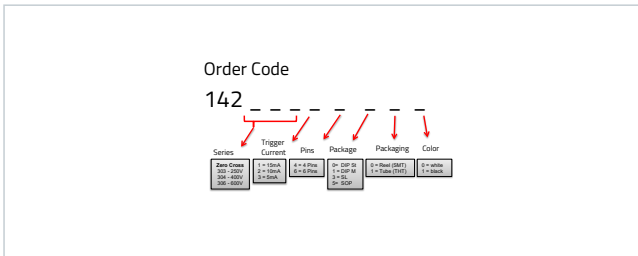 Order Code
142 _ _ _ _ _ _ _ _
Series
Trigger
Current
Pins
Package
Packaging
Color
Zero Cross
303 - 250V
304 - 400V
306 - 600V
1 = 15mA
2 = 10mA
3 = 5mA
4 = 4 Pins
6 = 6 Pins
0= DIP St
1 = DIP M
3 = SL
5= SOP
0 = Reel (SMT)
1 = Tube (THT)
0 = white
1 = black